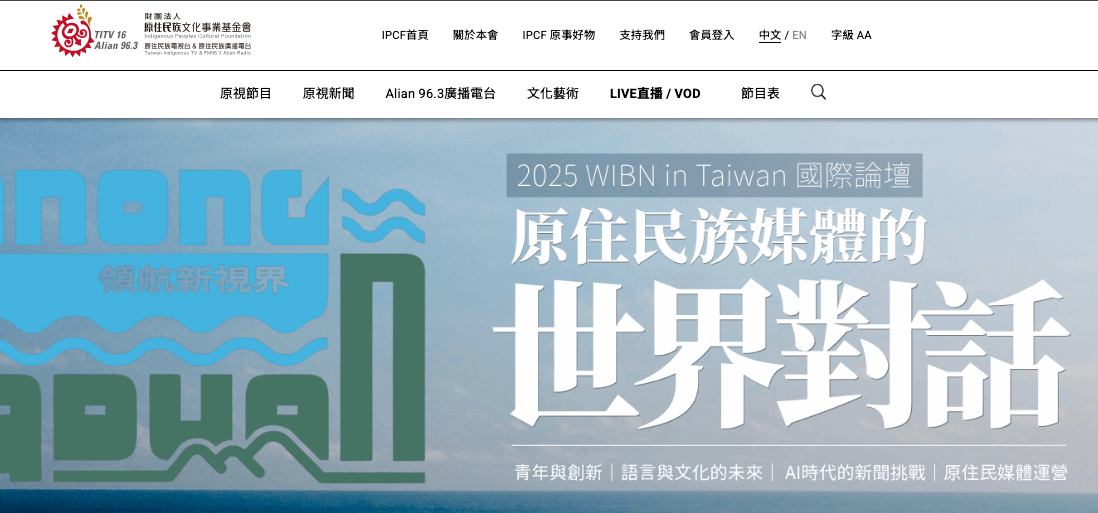 財團法人
原住民族文化事業基金會
Indigenous Peoples Cultural Foundation
TITV 16
Alian 96.3
原住民族電視台 & 原住民族廣播電台
Taiwan Indigenous TV & FM96.3 Alian Radio
IPCF首頁 關於本會 IPCF 原事好物 支持我們 會員登入 中文 / EN 字級 AA
原視節目 原視新聞 Alian 96.3廣播電台 文化藝術 LIVE直播 / VOD 節目表
領航新視界
2025 WIBN in Taiwan 國際論壇
原住民族媒體的
世界對話
青年與創新｜語言與文化的未來｜AI時代的新聞挑戰｜原住民媒體運營